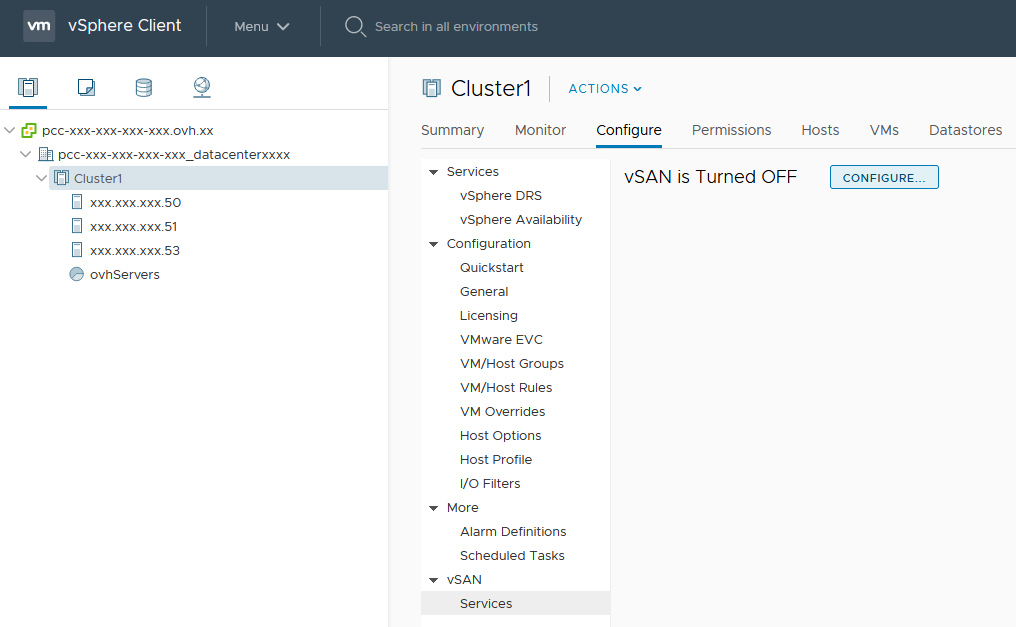 vm vSphere Client Menu Search in all environments
pcc-xxx-xxx-xxx-xxx.ovh.xx
pcc-xxx-xxx-xxx-xxx_datacenterxxxx
Cluster1
xxx.xxx.xxx.50
xxx.xxx.xxx.51
xxx.xxx.xxx.53
ovhServers
Cluster1 ACTIONS
Summary Monitor Configure Permissions Hosts VMs Datastores
Services
vSphere DRS
vSphere Availability
Configuration
Quickstart
General
Licensing
VMware EVC
VM/Host Groups
VM/Host Rules
VM Overrides
Host Options
Host Profile
I/O Filters
More
Alarm Definitions
Scheduled Tasks
vSAN
Services
vSAN is Turned OFF CONFIGURE...